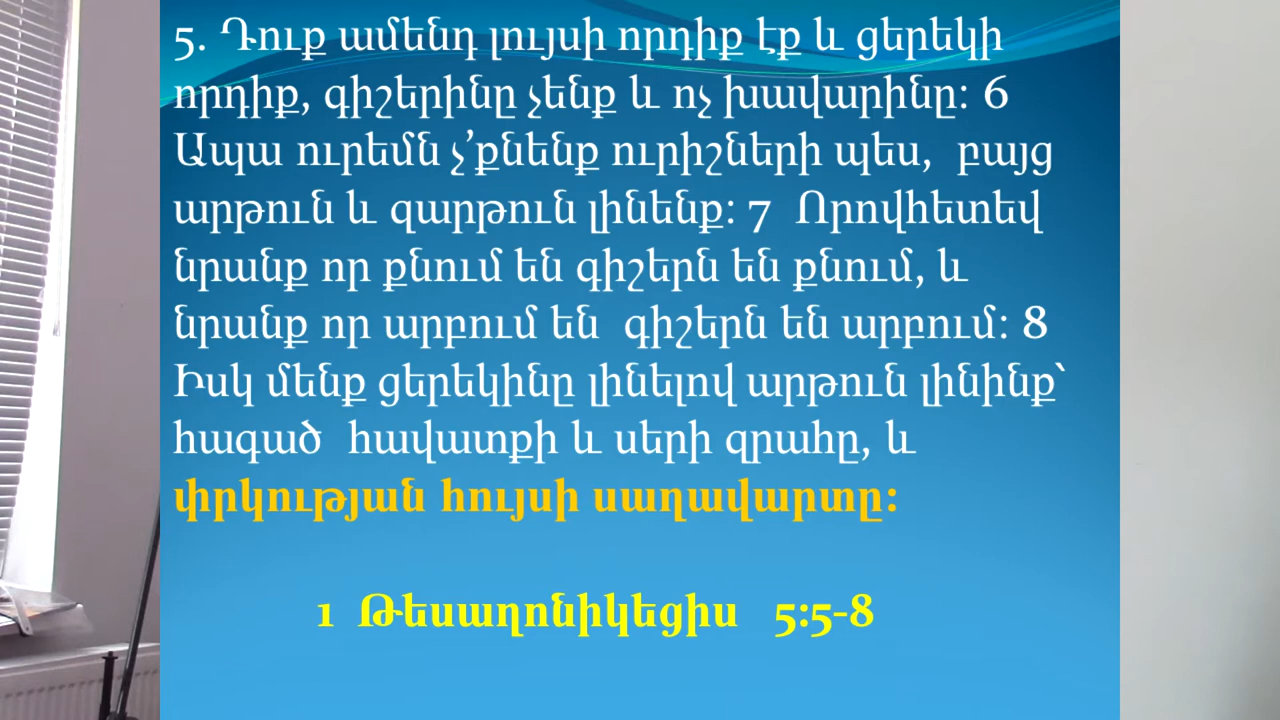 5. Դուք ամենդ լույսի որդիք էք և ցերեկի
որդիք, գիշերինը չենք և ոչ խավարինը: 6
Ապա ուրեմն չ՚քնենք ուրիշների պես, բայց
արթուն և զարթուն լինենք: 7 Որովհետեվ
նրանք որ քնում են գիշերն են քնում, և
նրանք որ արբում են գիշերն են արբում: 8
Իսկ մենք ցերեկինը լինելով արթուն լինինք՝
հագած հավատքի և սերի զրահը, և
փրկության հույսի սաղավարտը:
1 Թեսաղոնիկեցիս 5:5-8